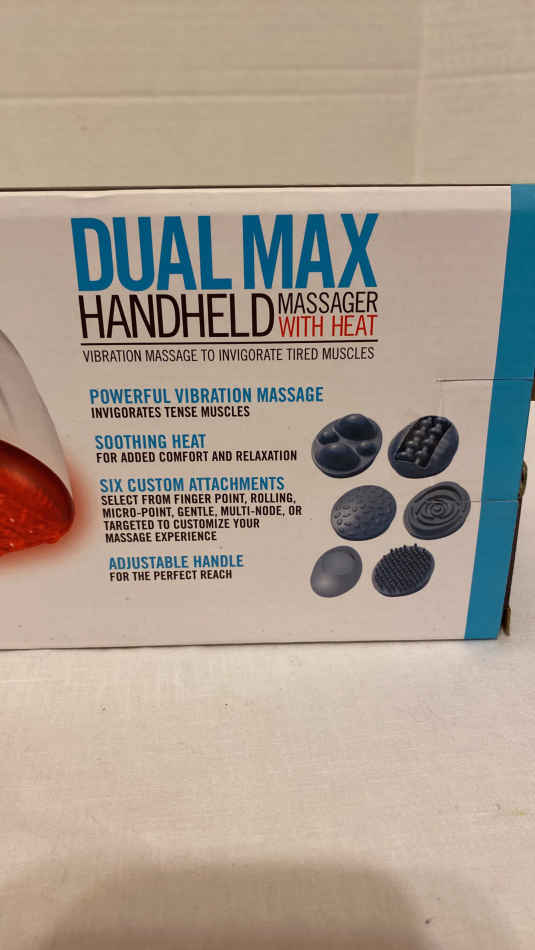 DUAL MAX
HANDHELD MASSAGER
WITH HEAT
VIBRATION MASSAGE TO INVIGORATE TIRED MUSCLES
POWERFUL VIBRATION MASSAGE
INVIGORATES TENSE MUSCLES
SOOTHING HEAT
FOR ADDED COMFORT AND RELAXATION
SIX CUSTOM ATTACHMENTS
SELECT FROM FINGER POINT, ROLLING,
MICRO-POINT, GENTLE, MULTI-NODE, OR
TARGETED TO CUSTOMIZE YOUR
MASSAGE EXPERIENCE
ADJUSTABLE HANDLE
FOR THE PERFECT REACH